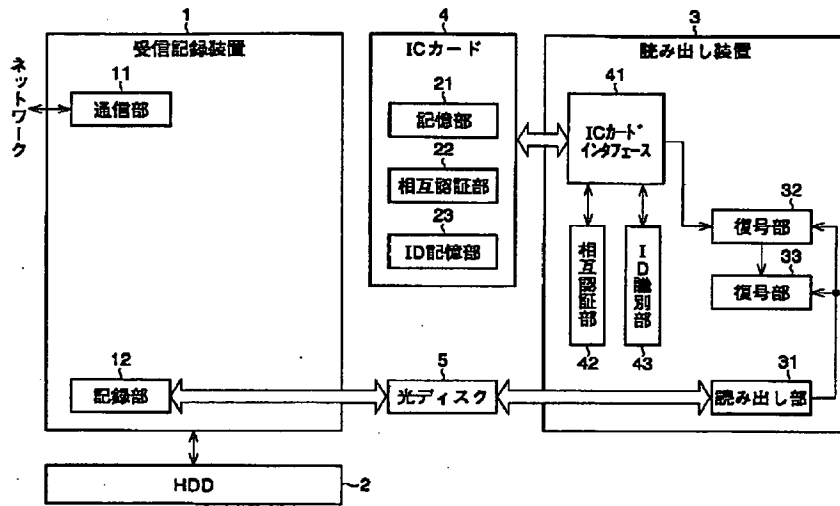 1
受信記録装置
ネットワーク
11
通信部
12
記録部
HDD
2
4
ICカード
21
記憶部
22
相互認証部
23
ID記憶部
5
光ディスク
3
読み出し装置
41
ICカード
インタフェース
32
復号部
33
復号部
相互認証部
42
ID識別部
43
31
読み出し部